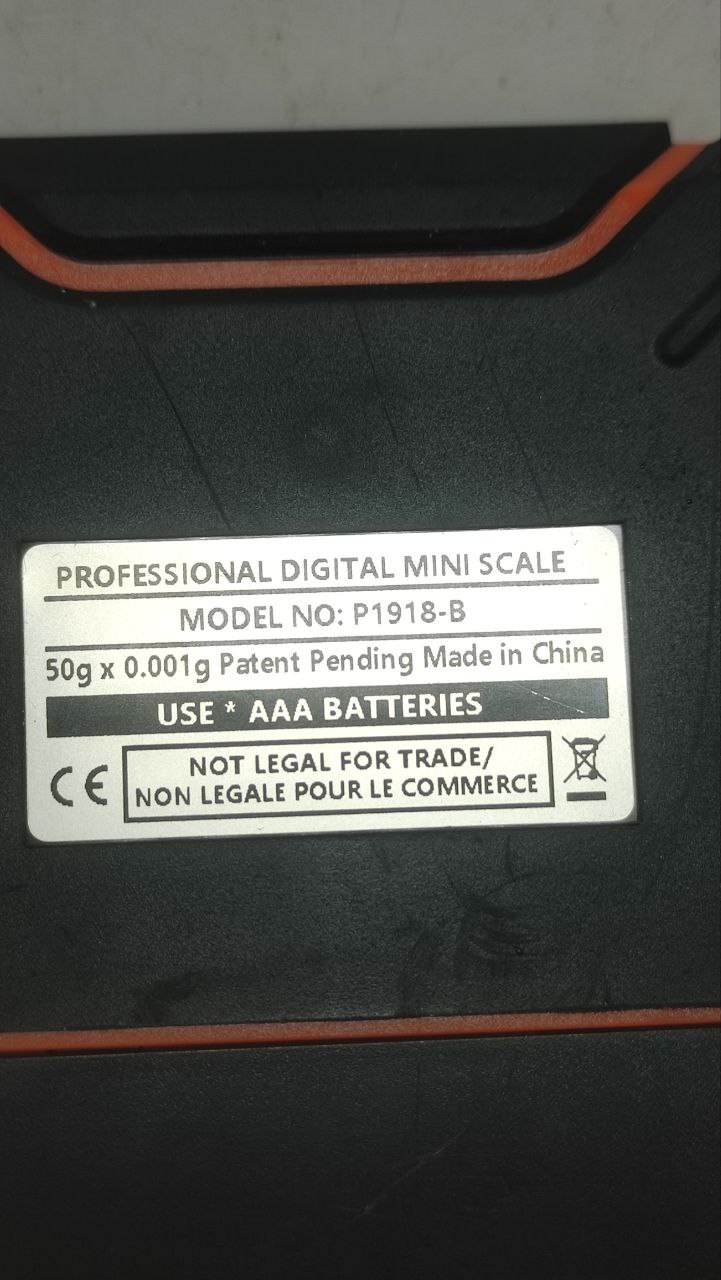 PROFESSIONAL DIGITAL MINI SCALE
MODEL NO: P1918-B
50g x 0.001g Patent Pending Made in China
USE * AAA BATTERIES
CE
NOT LEGAL FOR TRADE/
NON LEGALE POUR LE COMMERCE